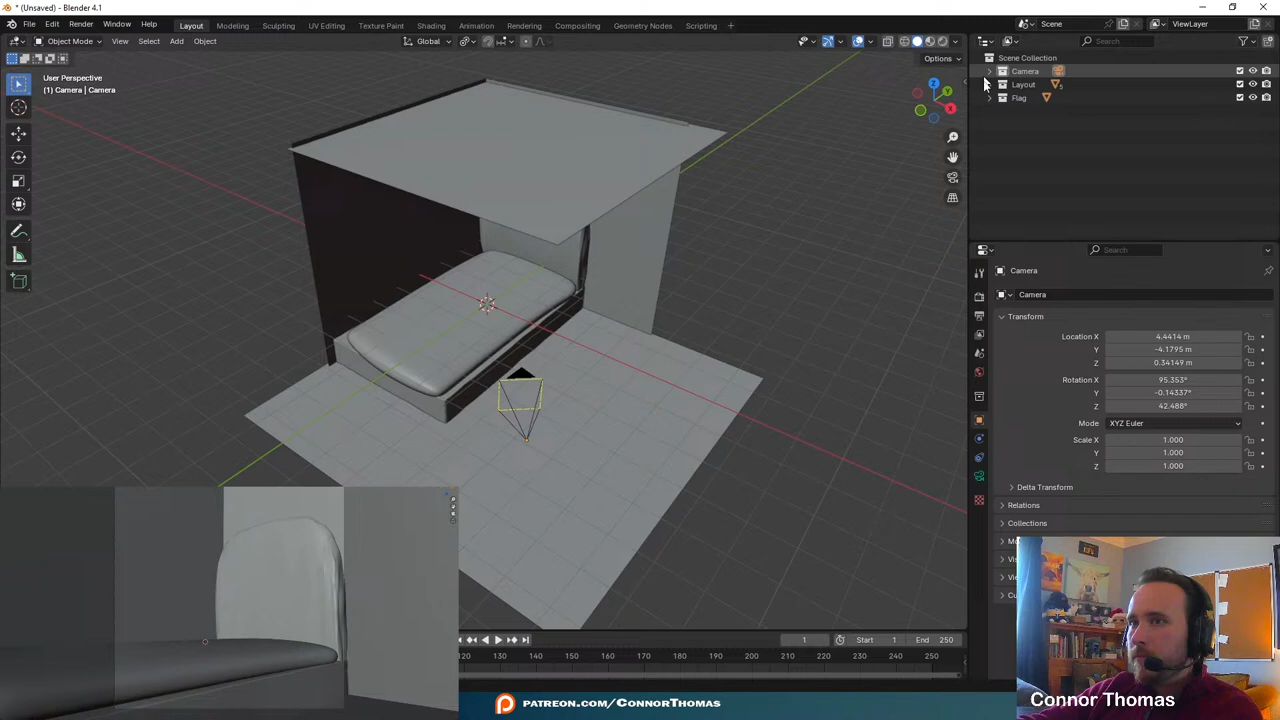 * (Unsaved) - Blender 4.1
File Edit Render Window Help Layout Modeling Sculpting UV Editing Texture Paint Shading Animation Rendering Compositing Geometry Nodes Scripting + Scene ViewLayer
Object Mode View Select Add Object Global Search
Options
User Perspective
(1) Camera | Camera
Scene Collection
Camera
Layout 5
Flag
Z
Y
X
Search
Camera
Camera
Transform
Location X 4.4414 m
Y -4.1795 m
Z 0.34149 m
Rotation X 95.353°
Y -0.14337°
Z 42.488°
Mode XYZ Euler
Scale X 1.000
Y 1.000
Z 1.000
Delta Transform
Relations
Collections
1 Start 1 End 250
120 130 140 150 160 170 180 190 200 210 220 230 240 250
PATREON.COM/CONNORTHOMAS
Connor Thomas